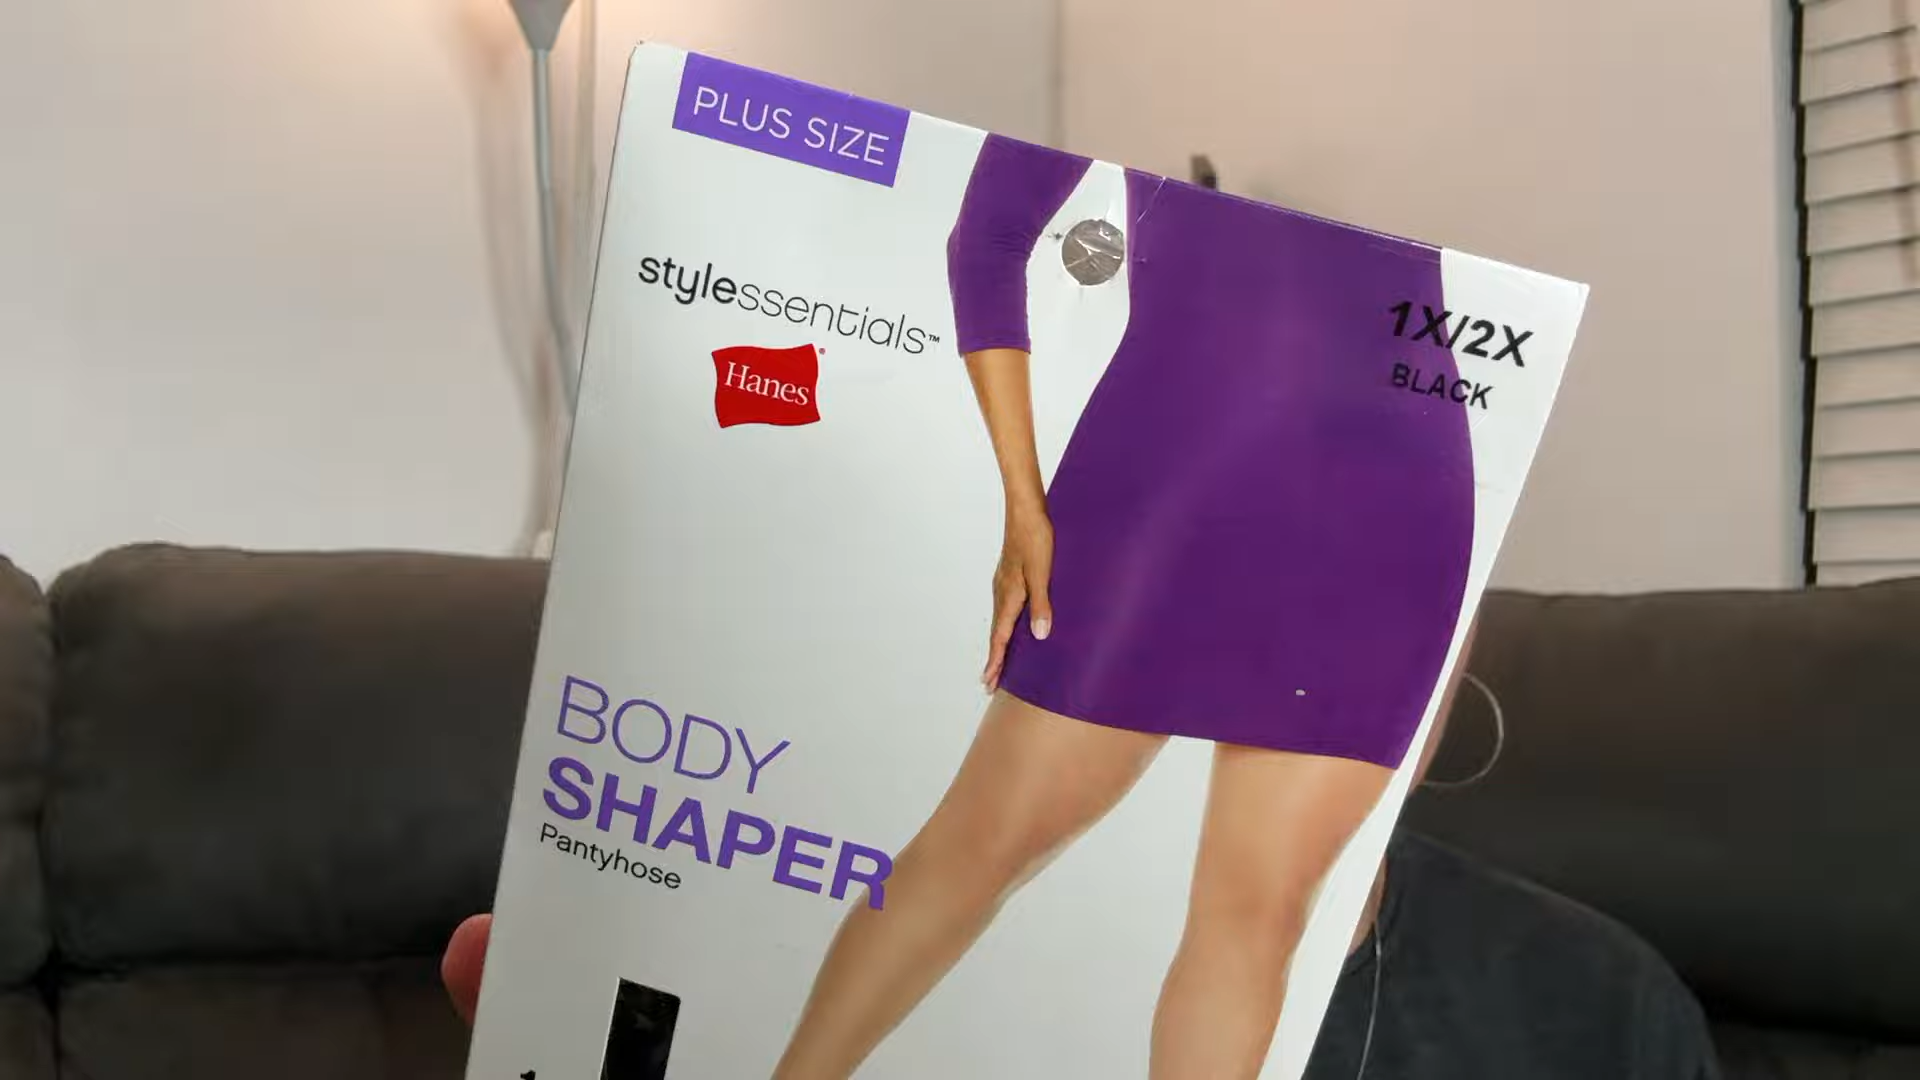 PLUS SIZE
stylessentials™
Hanes®
1X/2X
BLACK
BODY
SHAPER
Pantyhose